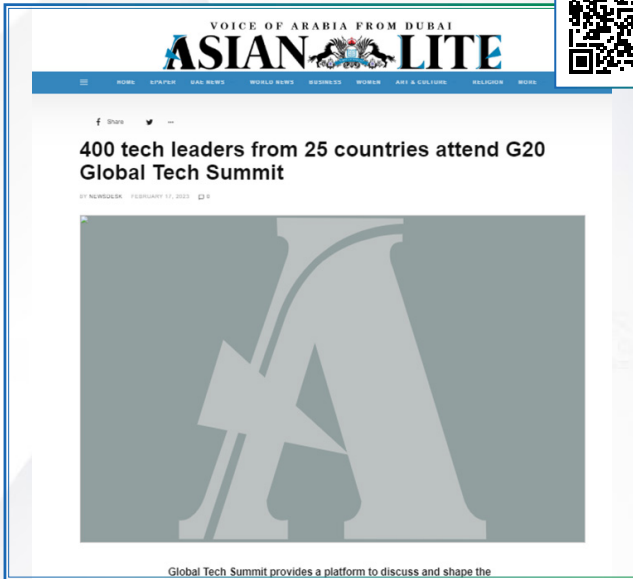 VOICE OF ARABIA FROM DUBAI
ASIAN LITE
HOME EPAPER UAE NEWS WORLD NEWS BUSINESS WOMEN ART & CULTURE RELIGION MORE
Share
400 tech leaders from 25 countries attend G20
Global Tech Summit
BY NEWSDESK FEBRUARY 17, 2023 0
Global Tech Summit provides a platform to discuss and shape the